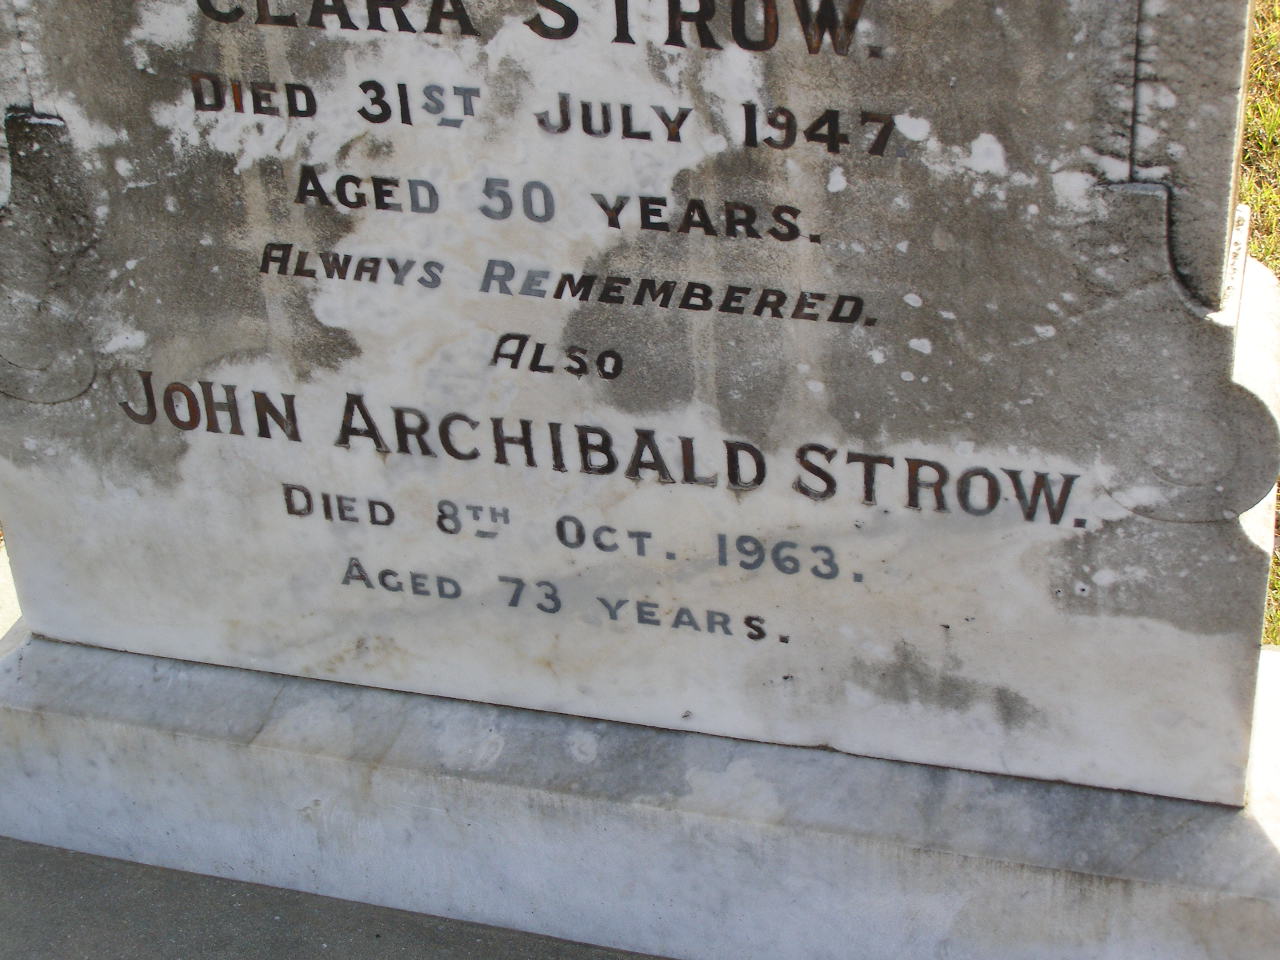 CLARA STROW.
DIED 31ST JULY 1947
AGED 50 YEARS.
ALWAYS REMEMBERED.
ALSO
JOHN ARCHIBALD STROW.
DIED 8TH OCT. 1963.
AGED 73 YEARS.